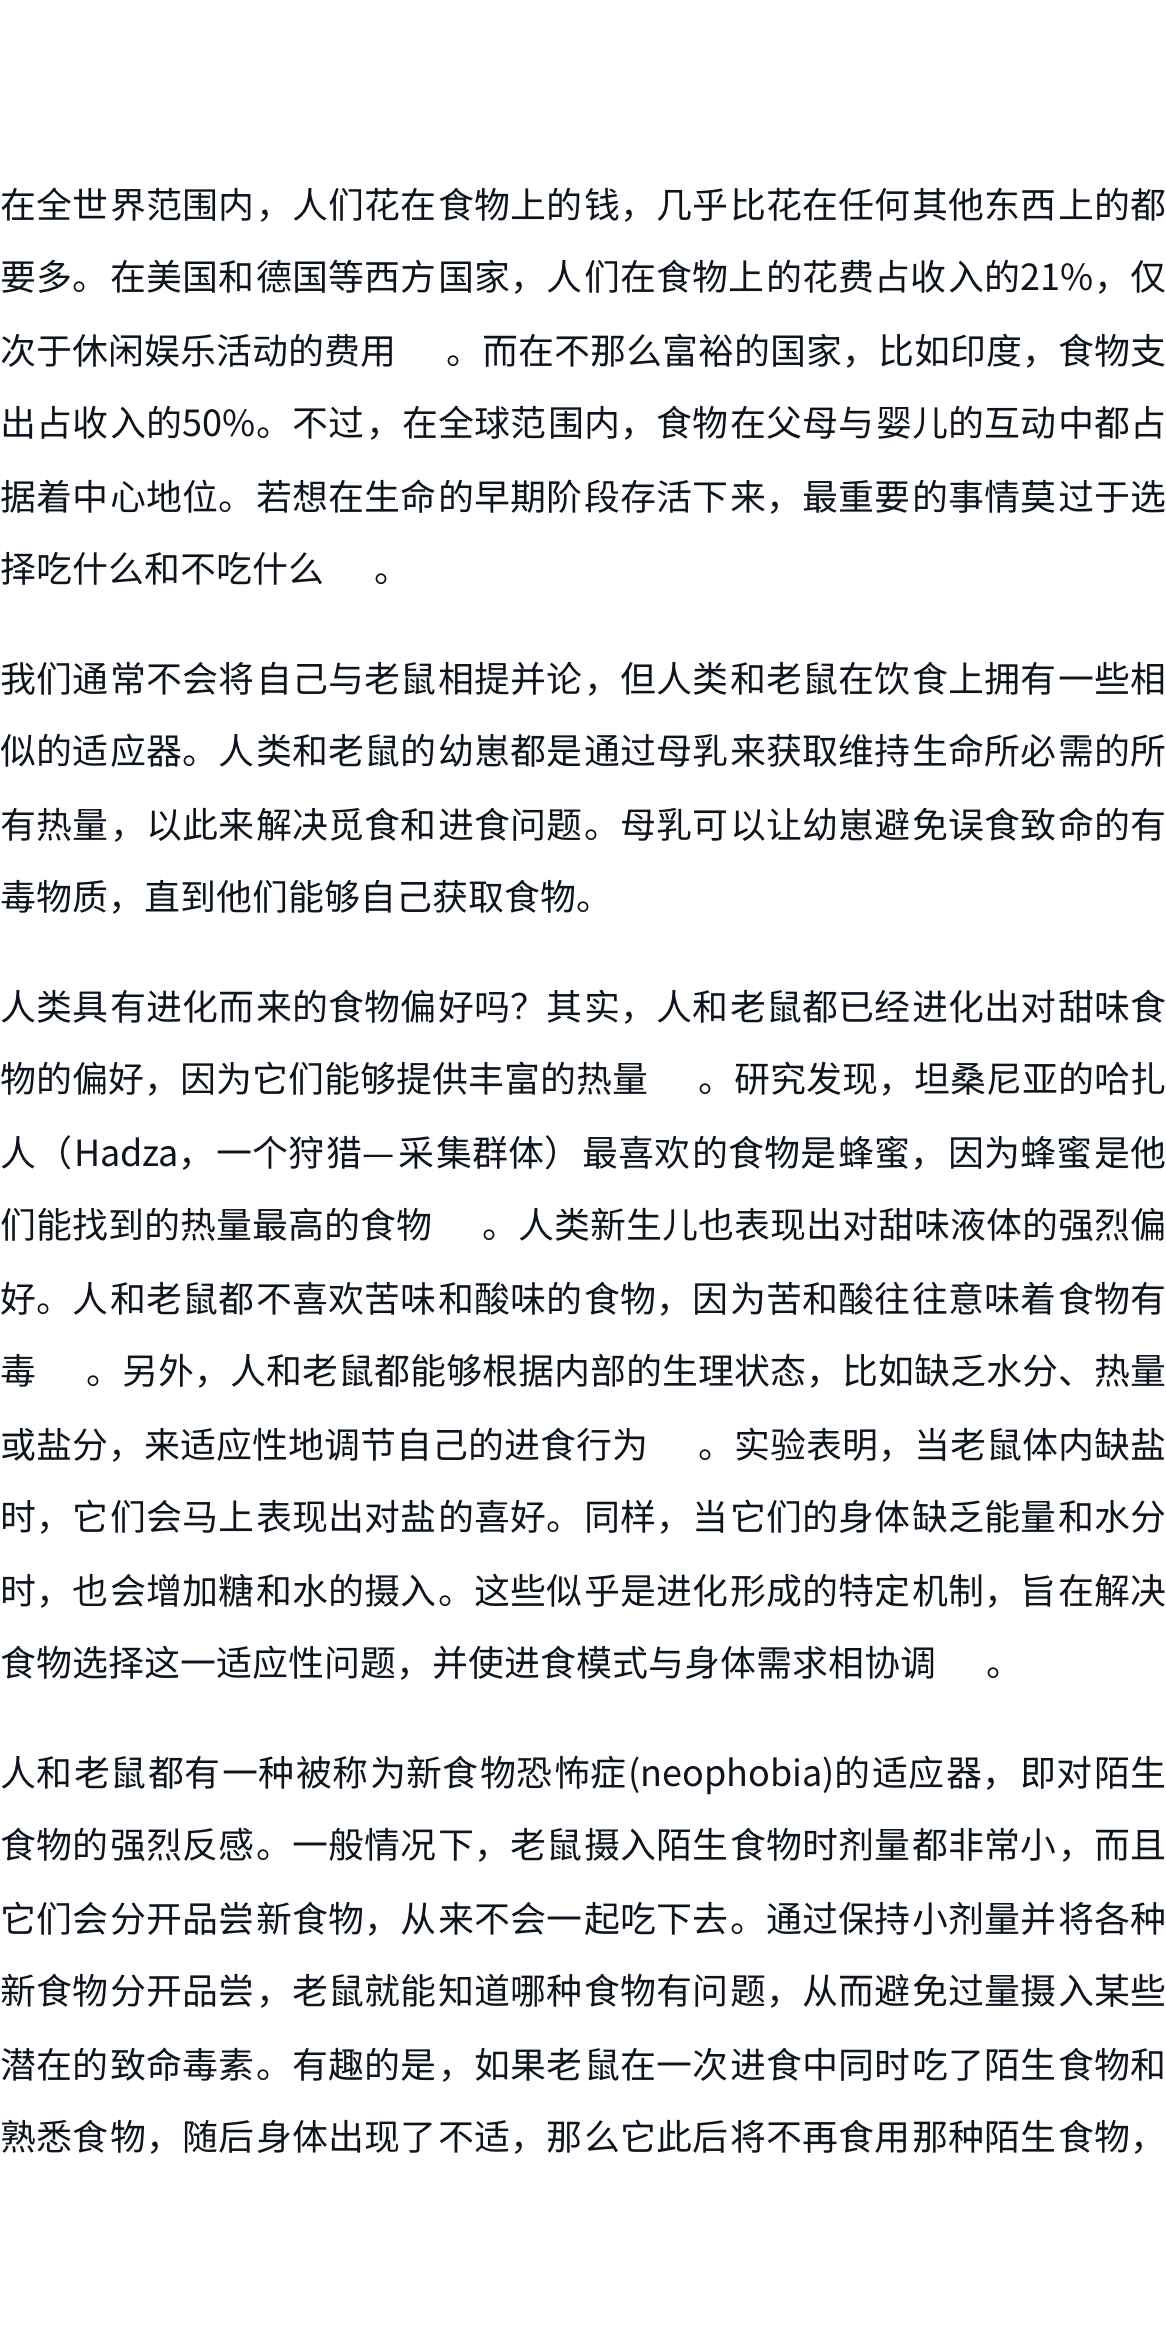 在全世界范围内，人们花在食物上的钱，几乎比花在任何其他东西上的都
要多。在美国和德国等西方国家，人们在食物上的花费占收入的21%，仅
次于休闲娱乐活动的费用 。而在不那么富裕的国家，比如印度，食物支
出占收入的50%。不过，在全球范围内，食物在父母与婴儿的互动中都占
据着中心地位。若想在生命的早期阶段存活下来，最重要的事情莫过于选
择吃什么和不吃什么 。
我们通常不会将自己与老鼠相提并论，但人类和老鼠在饮食上拥有一些相
似的适应器。人类和老鼠的幼崽都是通过母乳来获取维持生命所必需的所
有热量，以此来解决觅食和进食问题。母乳可以让幼崽避免误食致命的有
毒物质，直到他们能够自己获取食物。
人类具有进化而来的食物偏好吗？其实，人和老鼠都已经进化出对甜味食
物的偏好，因为它们能够提供丰富的热量 。研究发现，坦桑尼亚的哈扎
人（Hadza，一个狩猎—采集群体）最喜欢的食物是蜂蜜，因为蜂蜜是他
们能找到的热量最高的食物 。人类新生儿也表现出对甜味液体的强烈偏
好。人和老鼠都不喜欢苦味和酸味的食物，因为苦和酸往往意味着食物有
毒 。另外，人和老鼠都能够根据内部的生理状态，比如缺乏水分、热量
或盐分，来适应性地调节自己的进食行为 。实验表明，当老鼠体内缺盐
时，它们会马上表现出对盐的喜好。同样，当它们的身体缺乏能量和水分
时，也会增加糖和水的摄入。这些似乎是进化形成的特定机制，旨在解决
食物选择这一适应性问题，并使进食模式与身体需求相协调 。
人和老鼠都有一种被称为新食物恐怖症(neophobia)的适应器，即对陌生
食物的强烈反感。一般情况下，老鼠摄入陌生食物时剂量都非常小，而且
它们会分开品尝新食物，从来不会一起吃下去。通过保持小剂量并将各种
新食物分开品尝，老鼠就能知道哪种食物有问题，从而避免过量摄入某些
潜在的致命毒素。有趣的是，如果老鼠在一次进食中同时吃了陌生食物和
熟悉食物，随后身体出现了不适，那么它此后将不再食用那种陌生食物，